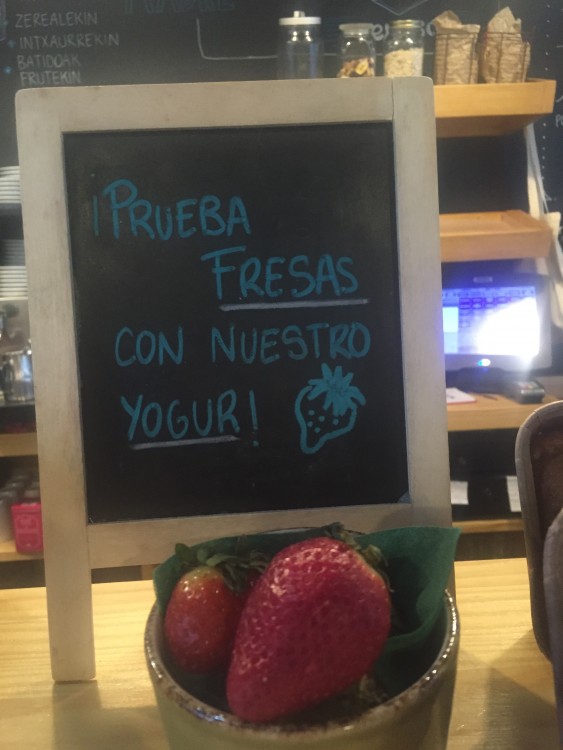 ZEREALEKIN
INTXAURREKIN
BATIDOAK
FRUTEKIN
¡PRUEBA
FRESAS
CON NUESTRO
YOGUR!